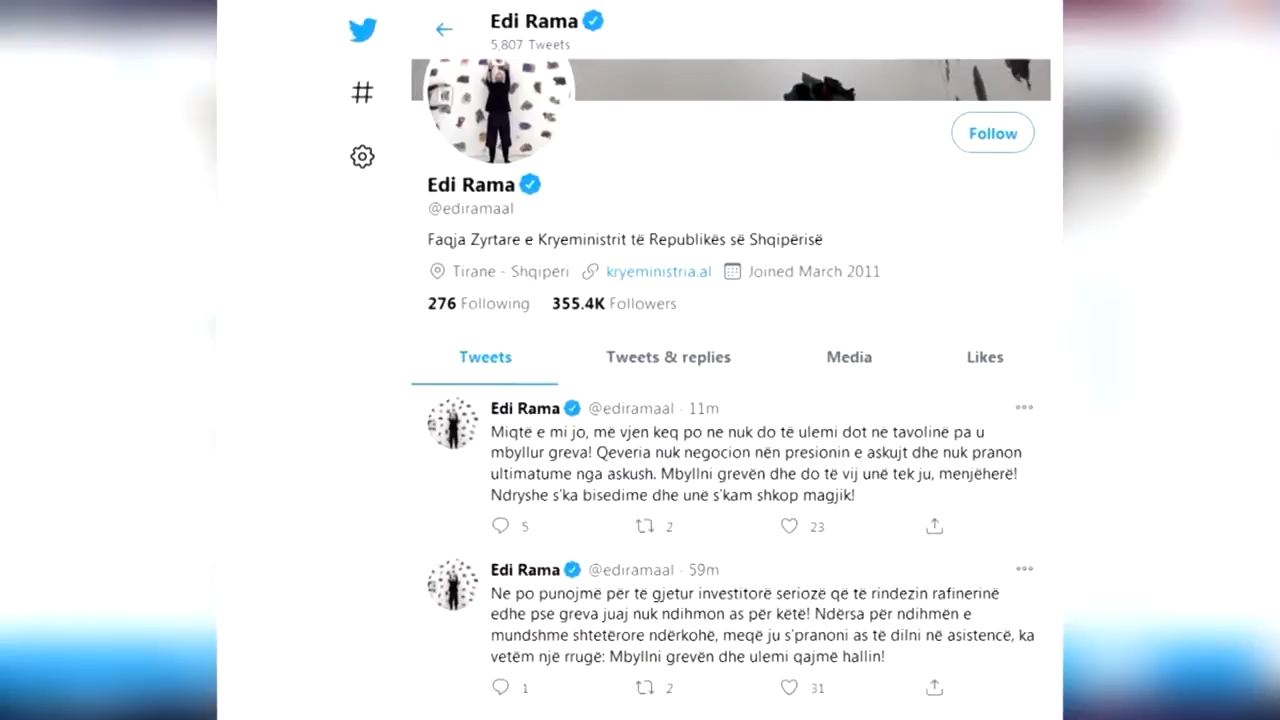 Edi Rama
5,807 Tweets
Follow
Edi Rama
@ediramaal
Faqja Zyrtare e Kryeministrit të Republikës së Shqipërisë
Tirane - Shqipëri kryeministria.al Joined March 2011
276 Following 355.4K Followers
Tweets Tweets & replies Media Likes
Edi Rama @ediramaal · 11m
Miqtë e mi jo, më vjen keq po ne nuk do të ulemi dot në tavolinë pa u
mbyllur greva! Qeveria nuk negocion nën presionin e askujt dhe nuk pranon
ultimatume nga askush. Mbyllni grevën dhe do të vij unë tek ju, menjëherë!
Ndryshe s'ka bisedime dhe unë s'kam shkop magjik!
5 2 23
Edi Rama @ediramaal · 59m
Ne po punojmë për të gjetur investitorë seriozë që të rindezin rafinerinë
edhe pse greva juaj nuk ndihmon as për këtë! Ndërsa për ndihmën e
mundshme shtetërore ndërkohë, meqë ju s'pranoni as të dilni në asistencë, ka
vetëm një rrugë: Mbyllni grevën dhe ulemi qajmë hallin!
1 2 31